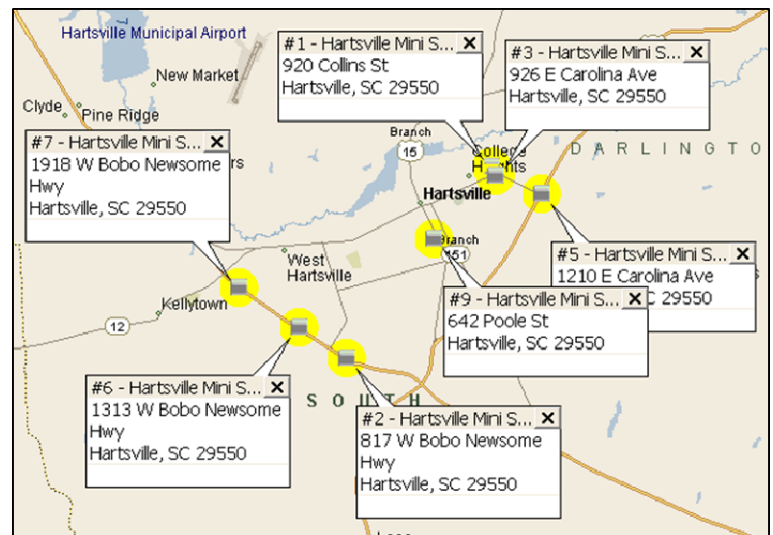 Hartsville Municipal Airport
New Market
Clyde
Pine Ridge
#1 - Hartsville Mini S...
920 Collins St
Hartsville, SC 29550
#3 - Hartsville Mini S...
926 E Carolina Ave
Hartsville, SC 29550
#7 - Hartsville Mini S...
1918 W Bobo Newsome
Hwy
Hartsville, SC 29550
rs
Branch
15
College
Heights
DARLINGTO
Hartsville
Branch
151
West
Hartsville
Kellytown
12
#5 - Hartsville Mini S...
1210 E Carolina Ave
C 29550
#9 - Hartsville Mini S...
642 Poole St
Hartsville, SC 29550
#6 - Hartsville Mini S...
1313 W Bobo Newsome
Hwy
Hartsville, SC 29550
SOUTH
#2 - Hartsville Mini S...
817 W Bobo Newsome
Hwy
Hartsville, SC 29550